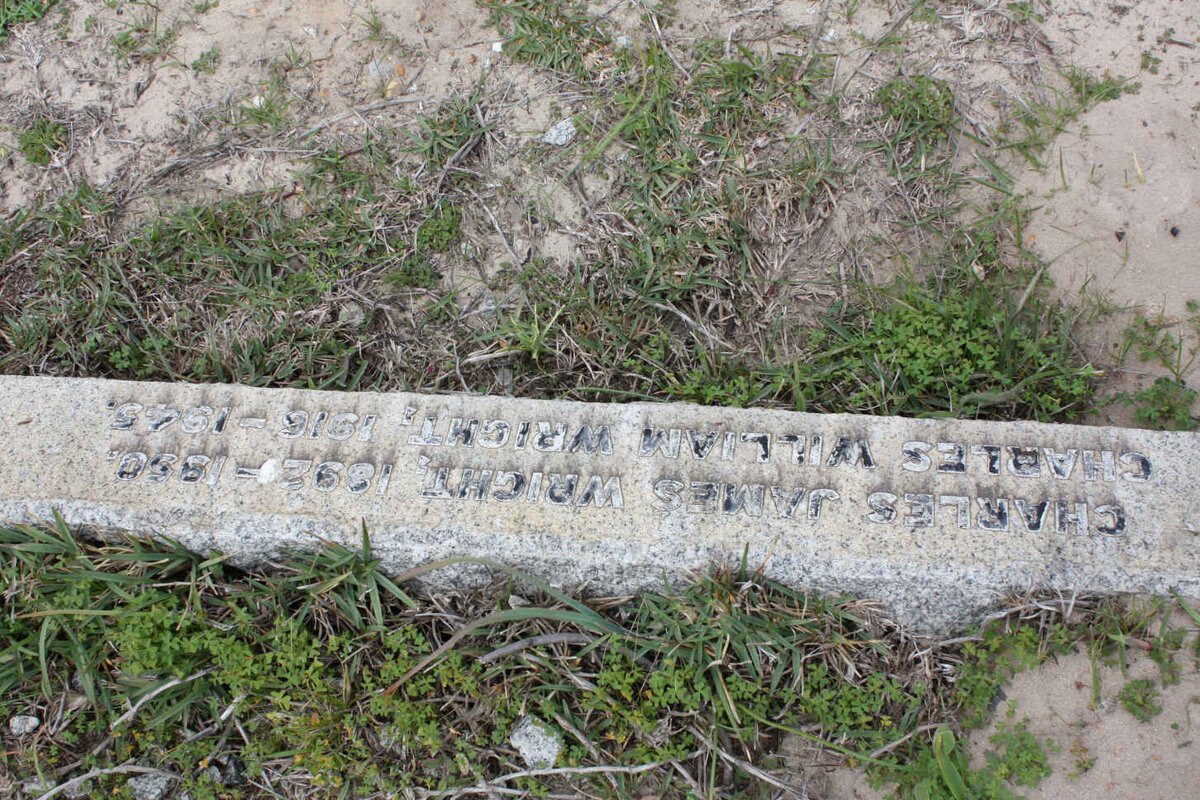 CHARLES JAMES WRIGHT, 1892 – 1950.
CHARLES WILLIAM WRIGHT, 1916 – 1945.